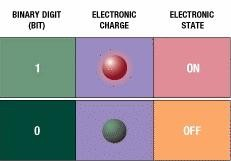 BINARY DIGIT
(BIT)
ELECTRONIC
CHARGE
ELECTRONIC
STATE
1
ON
0
OFF